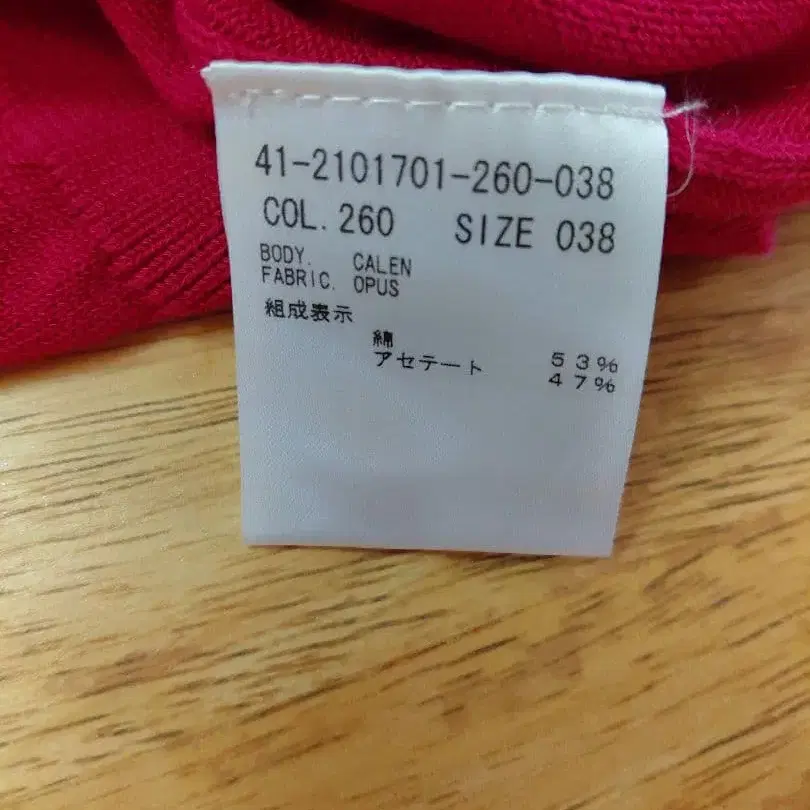 41-2101701-260-038
COL. 260 SIZE 038
BODY. CALEN
FABRIC. OPUS
組成表示
綿 53%
アセテート 47%